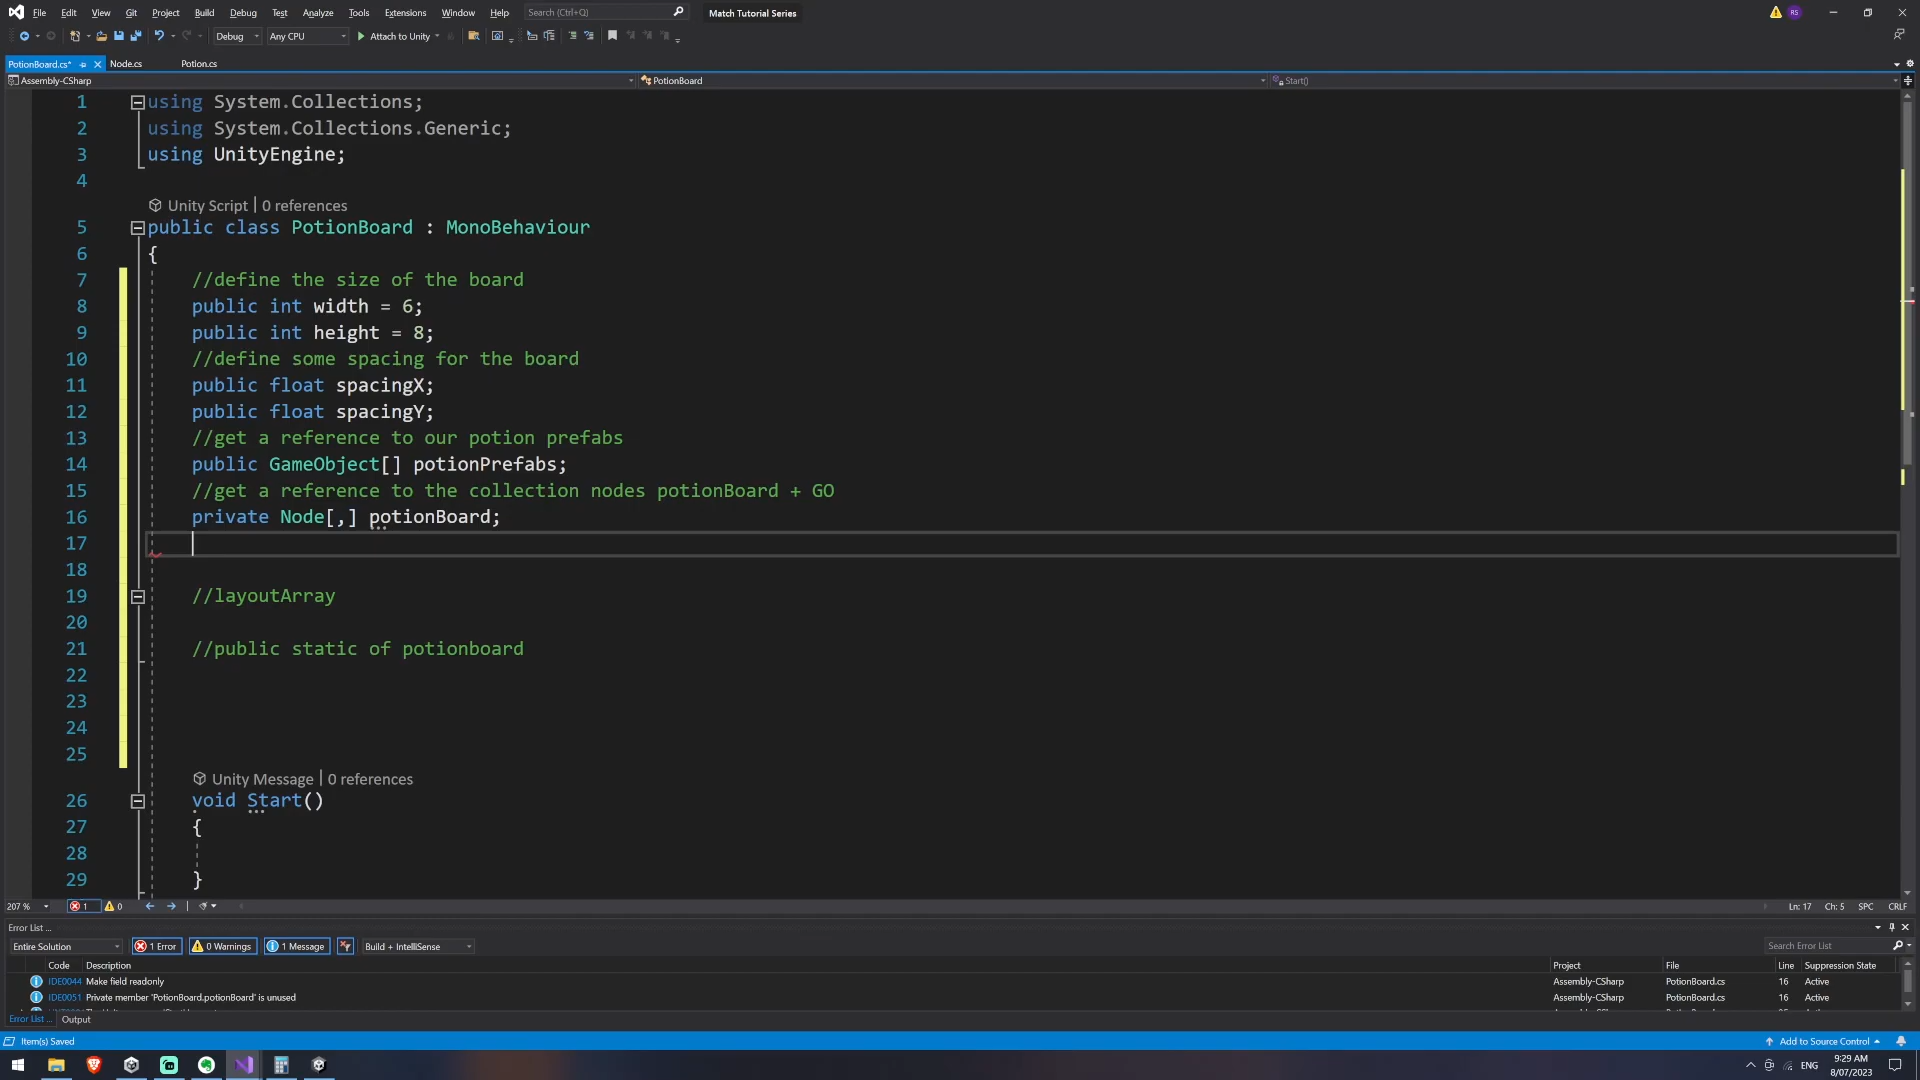 File Edit View Git Project Build Debug Test Analyze Tools Extensions Window Help Search (Ctrl+Q) Match Tutorial Series RS
Debug Any CPU Attach to Unity
PotionBoard.cs* Node.cs Potion.cs
Assembly-CSharp PotionBoard Start()
1 using System.Collections;
2 using System.Collections.Generic;
3 using UnityEngine;
4
Unity Script | 0 references
5 public class PotionBoard : MonoBehaviour
6 {
7 //define the size of the board
8 public int width = 6;
9 public int height = 8;
10 //define some spacing for the board
11 public float spacingX;
12 public float spacingY;
13 //get a reference to our potion prefabs
14 public GameObject[] potionPrefabs;
15 //get a reference to the collection nodes potionBoard + GO
16 private Node[,] potionBoard;
17
18
19 //layoutArray
20
21 //public static of potionboard
22
23
24
25
Unity Message | 0 references
26 void Start()
27 {
28
29 }
207 % 1 0 Ln: 17 Ch: 5 SPC CRLF
Error List ...
Entire Solution 1 Error 0 Warnings 1 Message Build + IntelliSense Search Error List
Code Description Project File Line Suppression State
IDE0044 Make field readonly Assembly-CSharp PotionBoard.cs 16 Active
IDE0051 Private member 'PotionBoard.potionBoard' is unused Assembly-CSharp PotionBoard.cs 16 Active
Error List ... Output
Item(s) Saved Add to Source Control
ENG 9:29 AM
8/07/2023